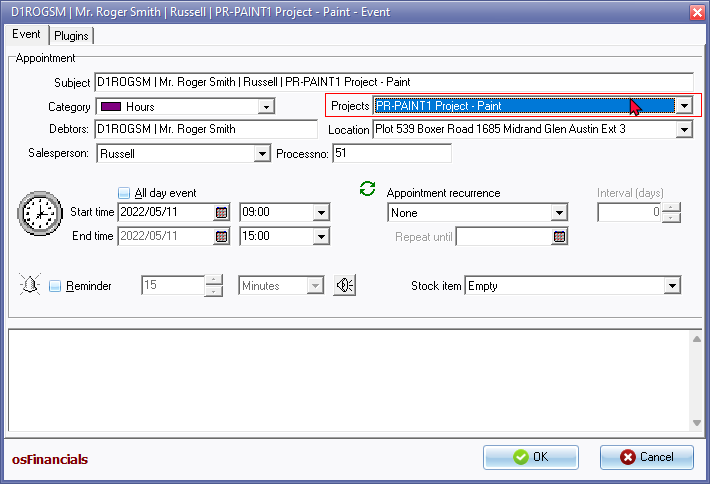 D1ROGSM | Mr. Roger Smith | Russell | PR-PAINT1 Project - Paint - Event
Event Plugins
Appointment
Subject D1ROGSM | Mr. Roger Smith | Russell | PR-PAINT1 Project - Paint
Category Hours Projects PR-PAINT1 Project - Paint
Debtors: D1ROGSM | Mr. Roger Smith Location Plot 539 Boxer Road 1685 Midrand Glen Austin Ext 3
Salesperson: Russell Processno: 51
All day event Appointment recurrence Interval (days)
Start time 2022/05/11 09:00 None 0
End time 2022/05/11 15:00 Repeat until
Reminder 15 Minutes Stock item Empty
osFinancials OK Cancel